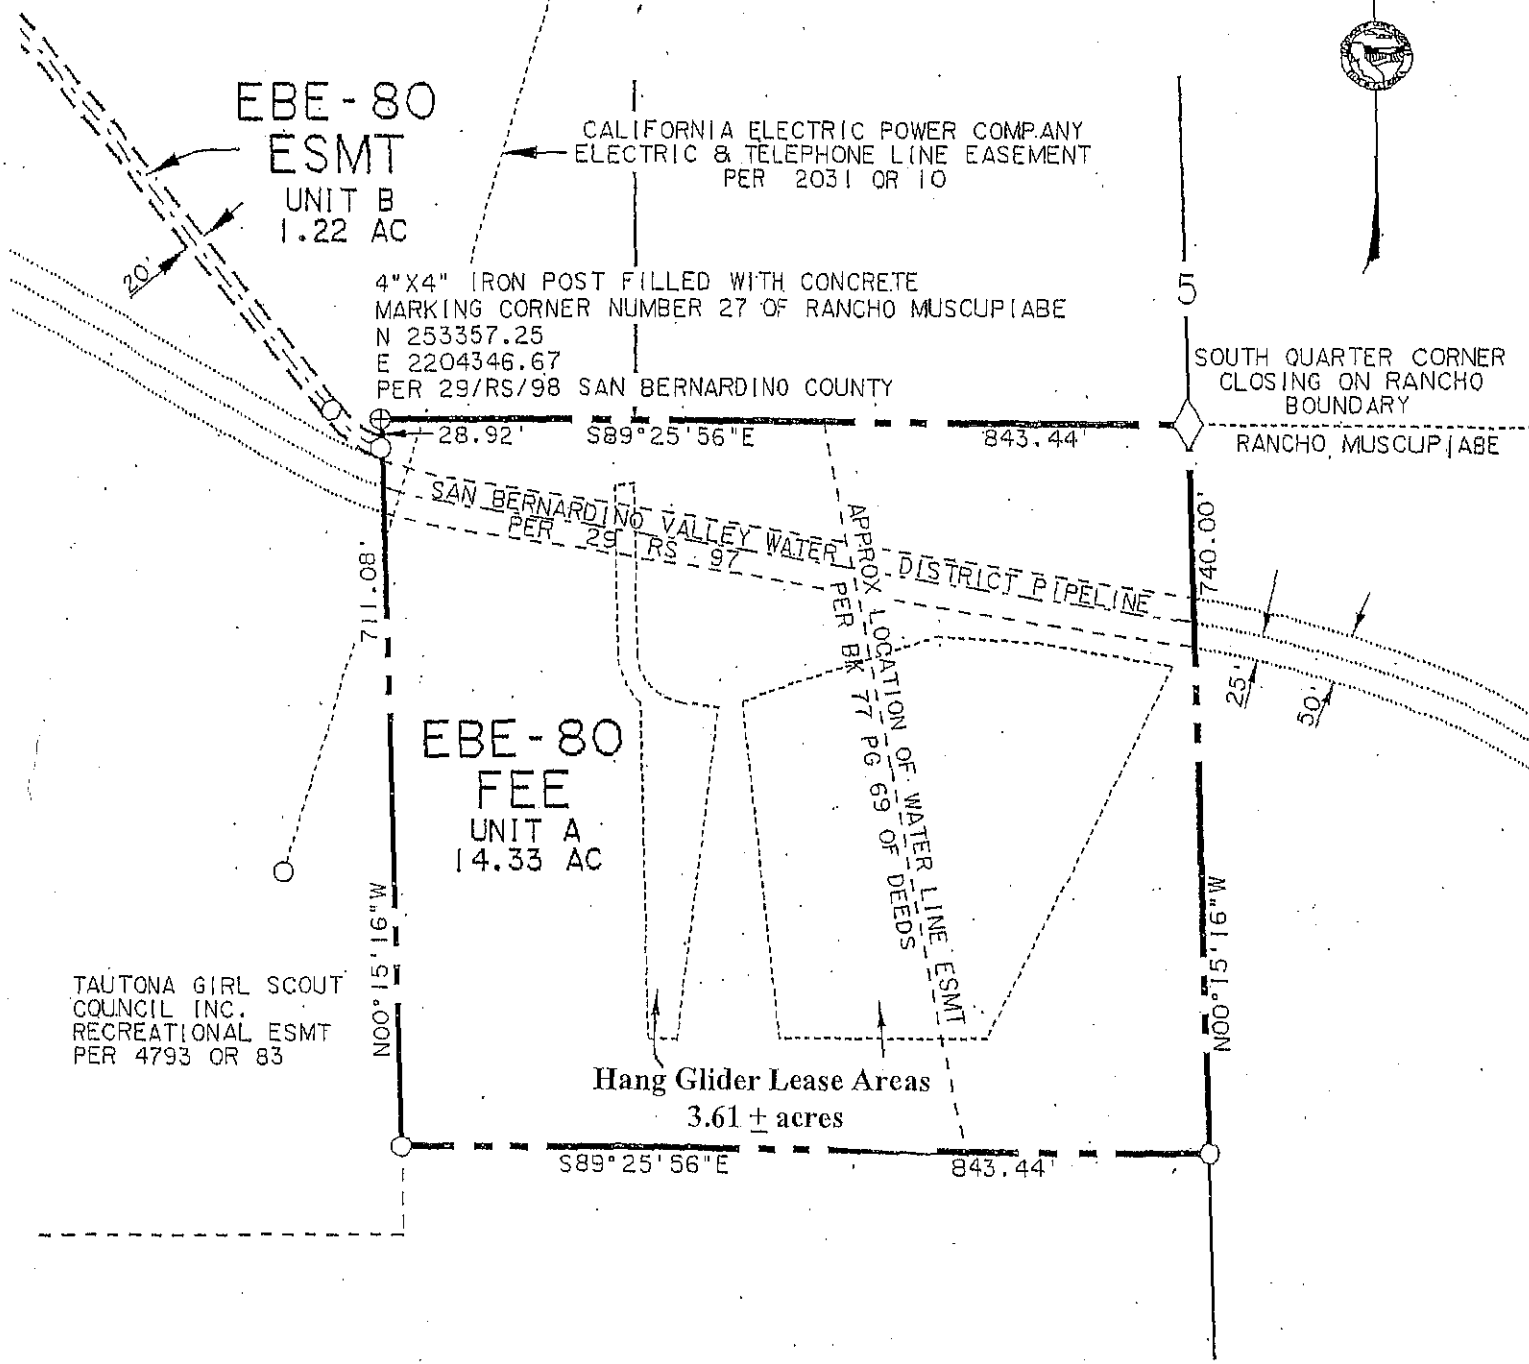 EBE-80
ESMT
UNIT B
1.22 AC
20'
CALIFORNIA ELECTRIC POWER COMPANY
ELECTRIC & TELEPHONE LINE EASEMENT
PER 2031 OR 10
4"X4" IRON POST FILLED WITH CONCRETE
MARKING CORNER NUMBER 27 OF RANCHO MUSCUPIABE
N 253357.25
E 2204346.67
PER 29/RS/98 SAN BERNARDINO COUNTY
5
SOUTH QUARTER CORNER
CLOSING ON RANCHO
BOUNDARY
RANCHO MUSCUPIABE
28.92'
S89°25'56"E
843.44'
SAN BERNARDINO VALLEY WATER DISTRICT PIPELINE
PER 29 RS 97
711.08'
740.00'
25'
50'
APPROX LOCATION OF WATER LINE ESMT
PER BK 77 PG 69 OF DEEDS
EBE-80
FEE
UNIT A
14.33 AC
N00°15'16"W
N00°15'16"W
TAUTONA GIRL SCOUT
COUNCIL INC.
RECREATIONAL ESMT
PER 4793 OR 83
Hang Glider Lease Areas
3.61 ± acres
S89°25'56"E
843.44'